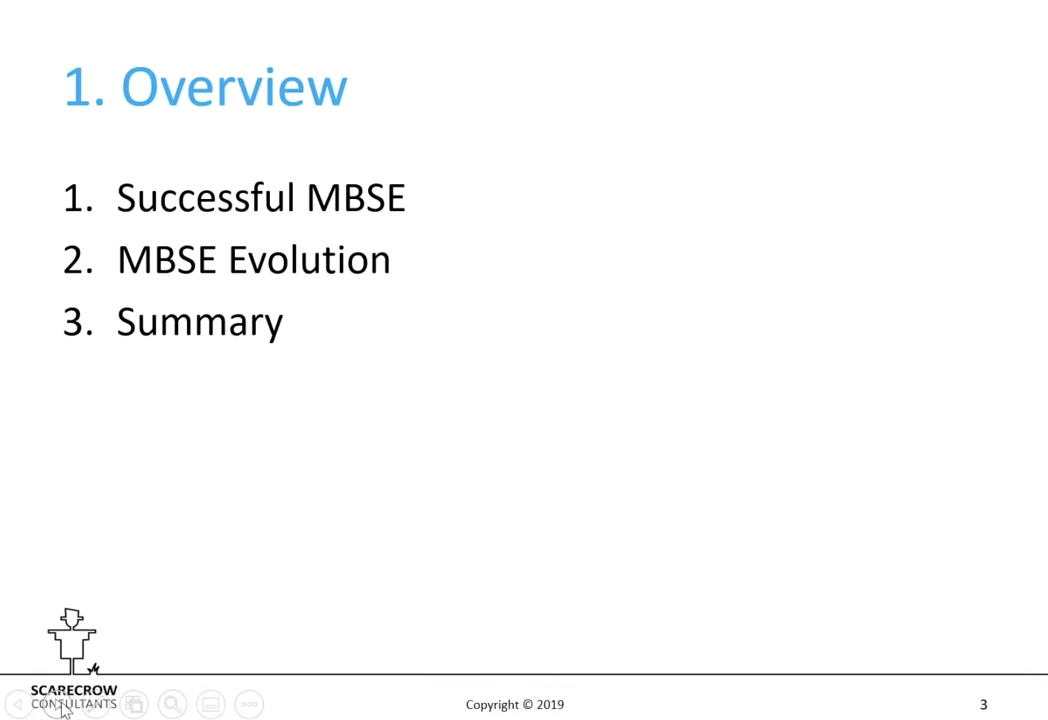 1. Overview
1. Successful MBSE
2. MBSE Evolution
3. Summary
SCARECROW
CONSULTANTS
Copyright © 2019
3